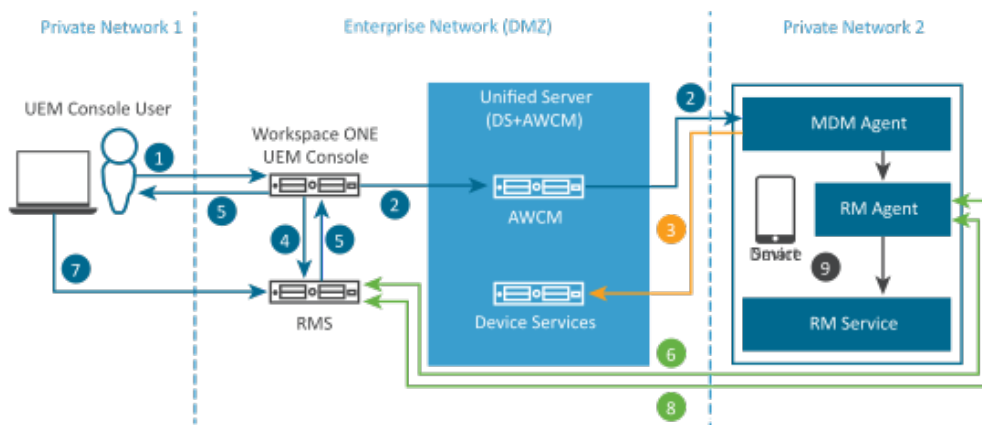 Private Network 1
Enterprise Network (DMZ)
Private Network 2
UEM Console User
Workspace ONE
UEM Console
Unified Server
(DS+AWCM)
MDM Agent
RM Agent
RM Service
AWCM
Device Services
RMS
1
5
2
2
3
4
5
7
6
8
9